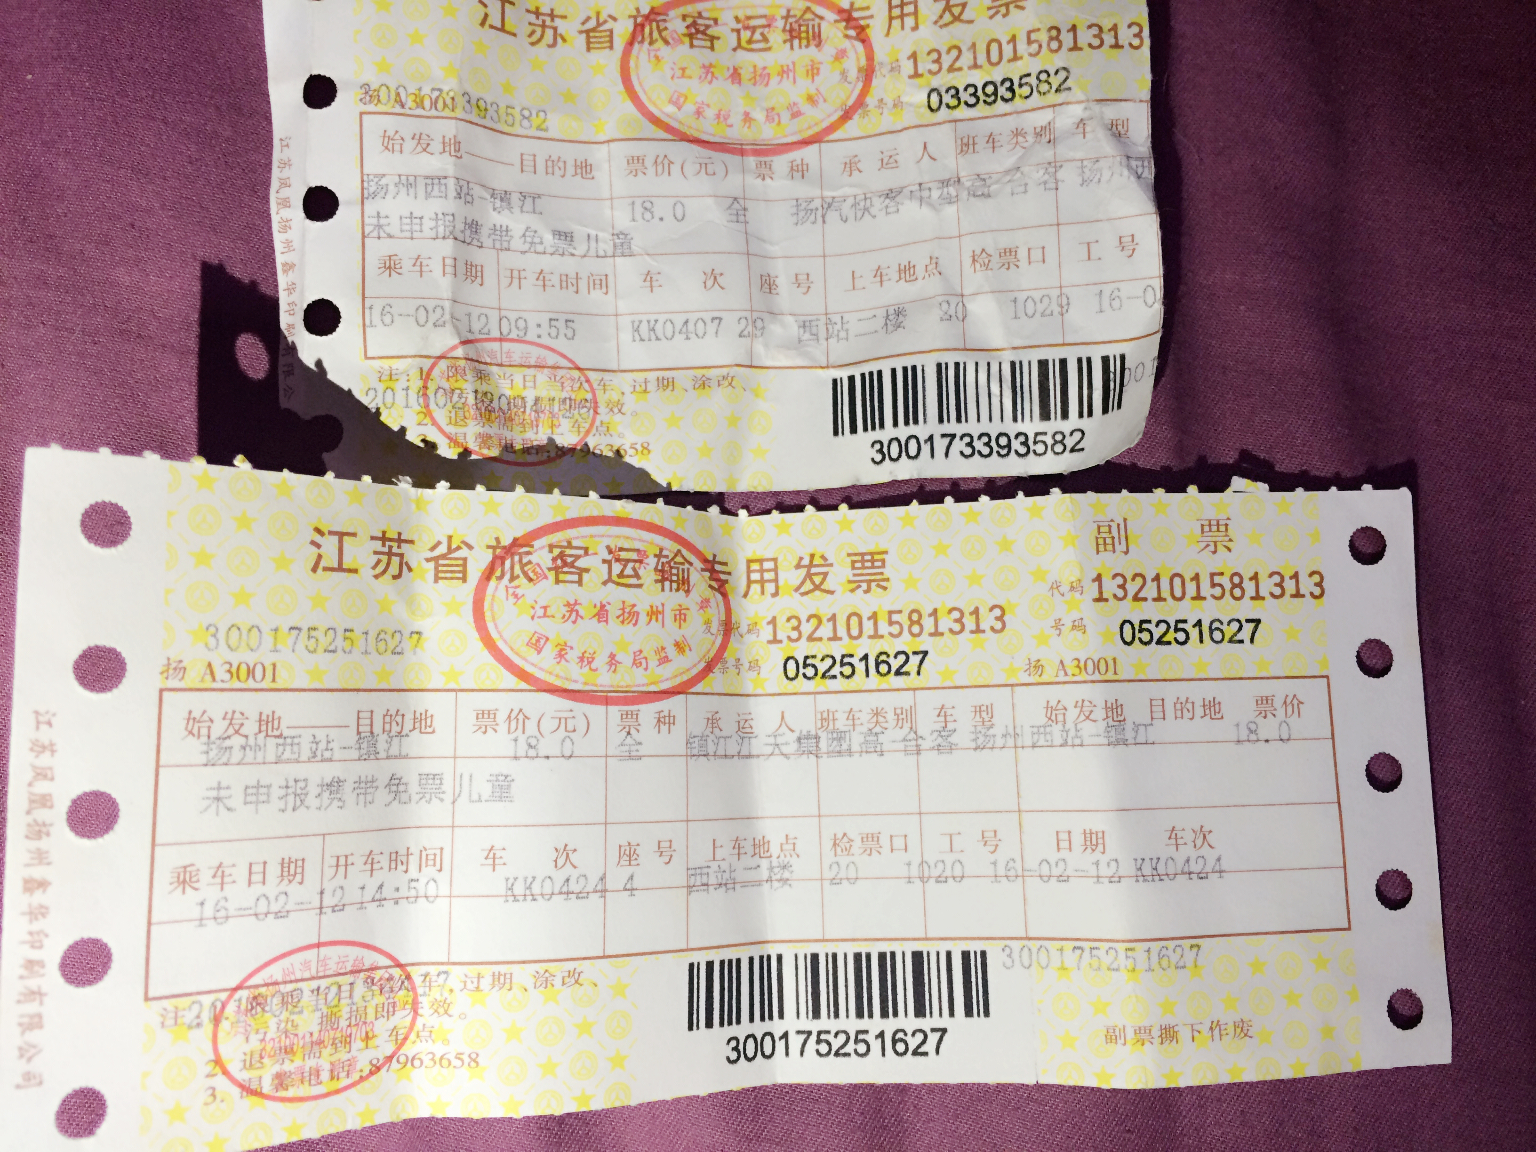 江苏省旅客运输专用发票
江苏省扬州市
国家税务局监制
发票代码 132101581313
发票号码 03393582
300173393582
扬 A3001
始发地——目的地 票价(元) 票种 承运人 班车类别 车型
扬州西站-镇江 18.0 全 扬汽快客中型高 合客 扬州西
未申报携带免票儿童
乘车日期 开车时间 车次 座号 上车地点 检票口 工号
16-02-12 09:55 KK0407 29 西站二楼 20 1029 16-0
注:1. 限乘当日当次车、过期、涂改、
撕损即失效。
2. 退票需到上车点。
3. 温馨电话:87963658
300173393582
江苏凤凰扬州鑫华印刷有限公
江苏省旅客运输专用发票
江苏省扬州市
国家税务局监制
发票代码 132101581313
发票号码 05251627
副 票
代码 132101581313
号码 05251627
300175251627
扬 A3001
扬 A3001
始发地——目的地 票价(元) 票种 承运人 班车类别 车型 始发地 目的地 票价
扬州西站-镇江 18.0 全 镇江江天集团高 合客 扬州西站-镇江 18.0
未申报携带免票儿童
乘车日期 开车时间 车次 座号 上车地点 检票口 工号 日期 车次
16-02-12 14:50 KK0424 4 西站二楼 20 1020 16-02-12 KK0424
300175251627
注 1. 限乘当日当次车、过期、涂改、
污染、撕损即失效。
2. 退票需到上车点。
3. 温馨电话:87963658
300175251627
副票撕下作废
江苏凤凰扬州鑫华印刷有限公司